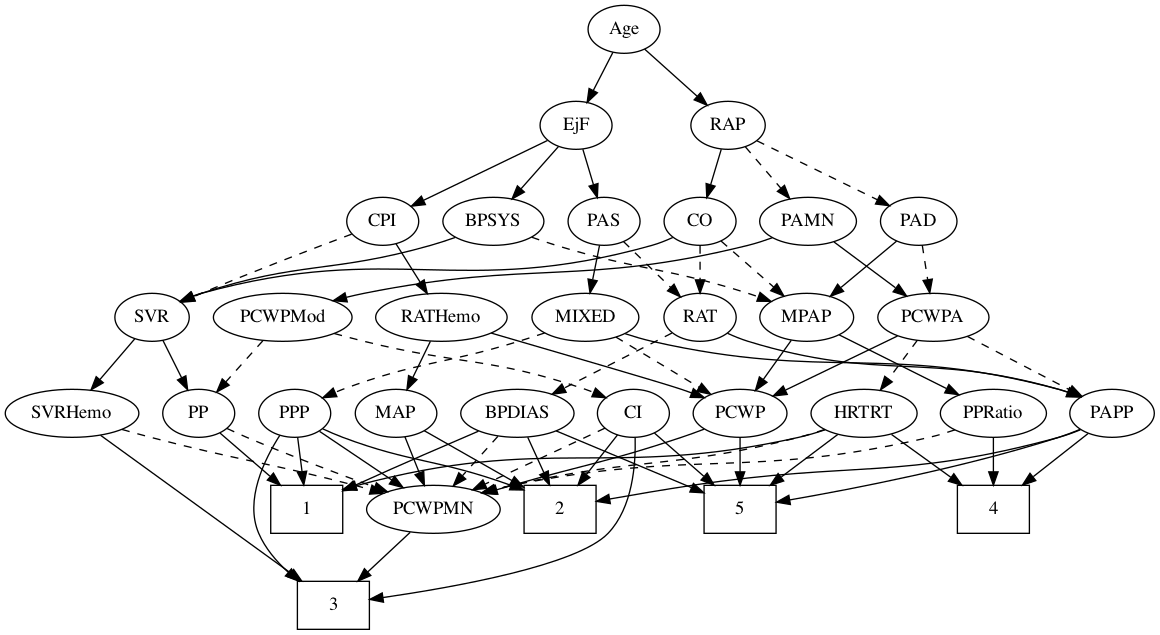 Age
EjF
RAP
CPI
BPSYS
PAS
CO
PAMN
PAD
SVR
PCWPMod
RATHemo
MIXED
RAT
MPAP
PCWPA
SVRHemo
PP
PPP
MAP
BPDIAS
CI
PCWP
HRTRT
PPRatio
PAPP
1
PCWPMN
2
5
4
3